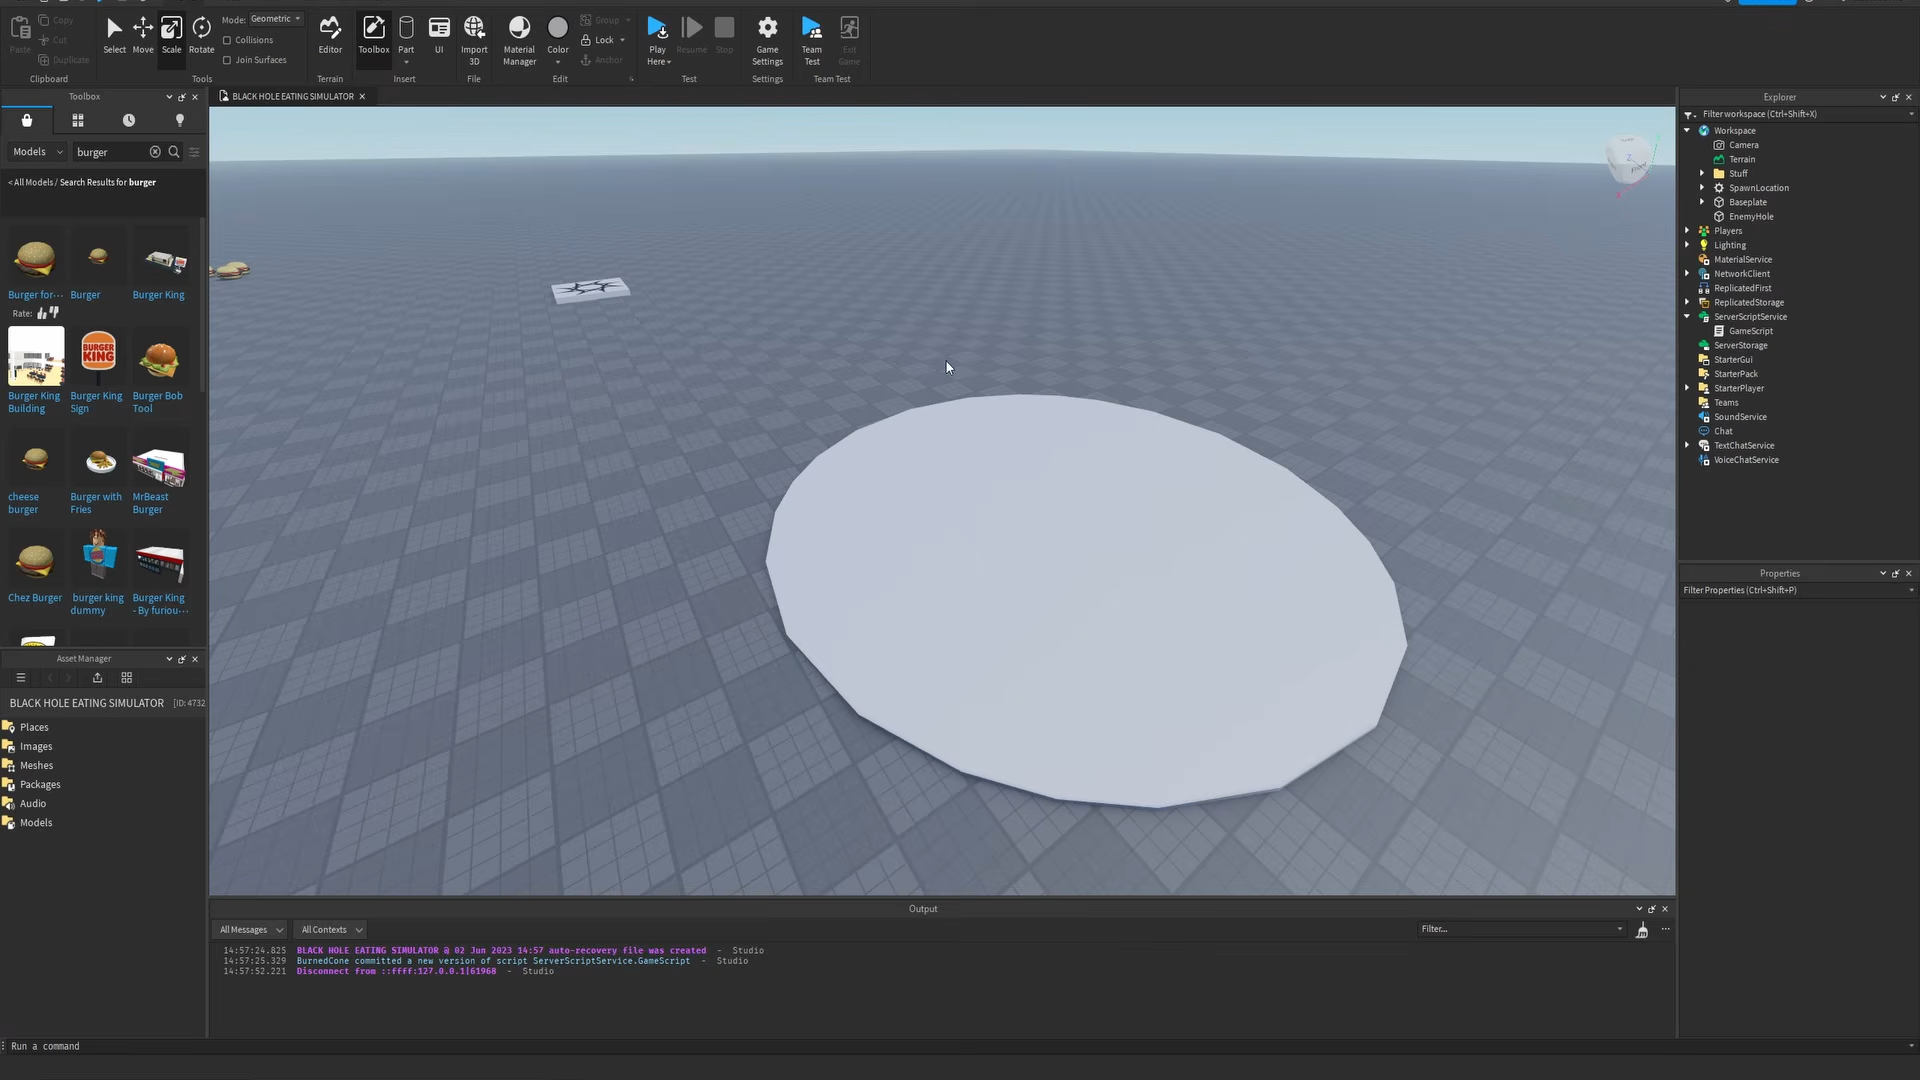 Paste
Copy
Cut
Duplicate
Clipboard
Select
Move
Scale
Rotate
Mode: Geometric
Collisions
Join Surfaces
Tools
Editor
Terrain
Toolbox
Part
UI
Insert
Import
3D
File
Material
Manager
Color
Group
Lock
Anchor
Edit
Play
Here
Resume
Stop
Test
Game
Settings
Settings
Team
Test
Exit
Game
Team Test
Toolbox
Models
burger
< All Models / Search Results for burger
Burger for...
Burger
Burger King
Rate:
BURGER
KING
Burger King
Building
Burger King
Sign
Burger Bob
Tool
cheese
burger
Burger with
Fries
MrBeast
Burger
Chez Burger
burger king
dummy
Burger King
- By furiou...
Asset Manager
BLACK HOLE EATING SIMULATOR [ID: 4732
Places
Images
Meshes
Packages
Audio
Models
BLACK HOLE EATING SIMULATOR
Z
X
Output
All Messages
All Contexts
Filter...
14:57:24.825 BLACK HOLE EATING SIMULATOR @ 02 Jun 2023 14:57 auto-recovery file was created - Studio
14:57:25.329 BurnedCone committed a new version of script ServerScriptService.GameScript - Studio
14:57:52.221 Disconnect from ::ffff:127.0.0.1|61968 - Studio
Run a command
Explorer
Filter workspace (Ctrl+Shift+X)
Workspace
Camera
Terrain
Stuff
SpawnLocation
Baseplate
EnemyHole
Players
Lighting
MaterialService
NetworkClient
ReplicatedFirst
ReplicatedStorage
ServerScriptService
GameScript
ServerStorage
StarterGui
StarterPack
StarterPlayer
Teams
SoundService
Chat
TextChatService
VoiceChatService
Properties
Filter Properties (Ctrl+Shift+P)